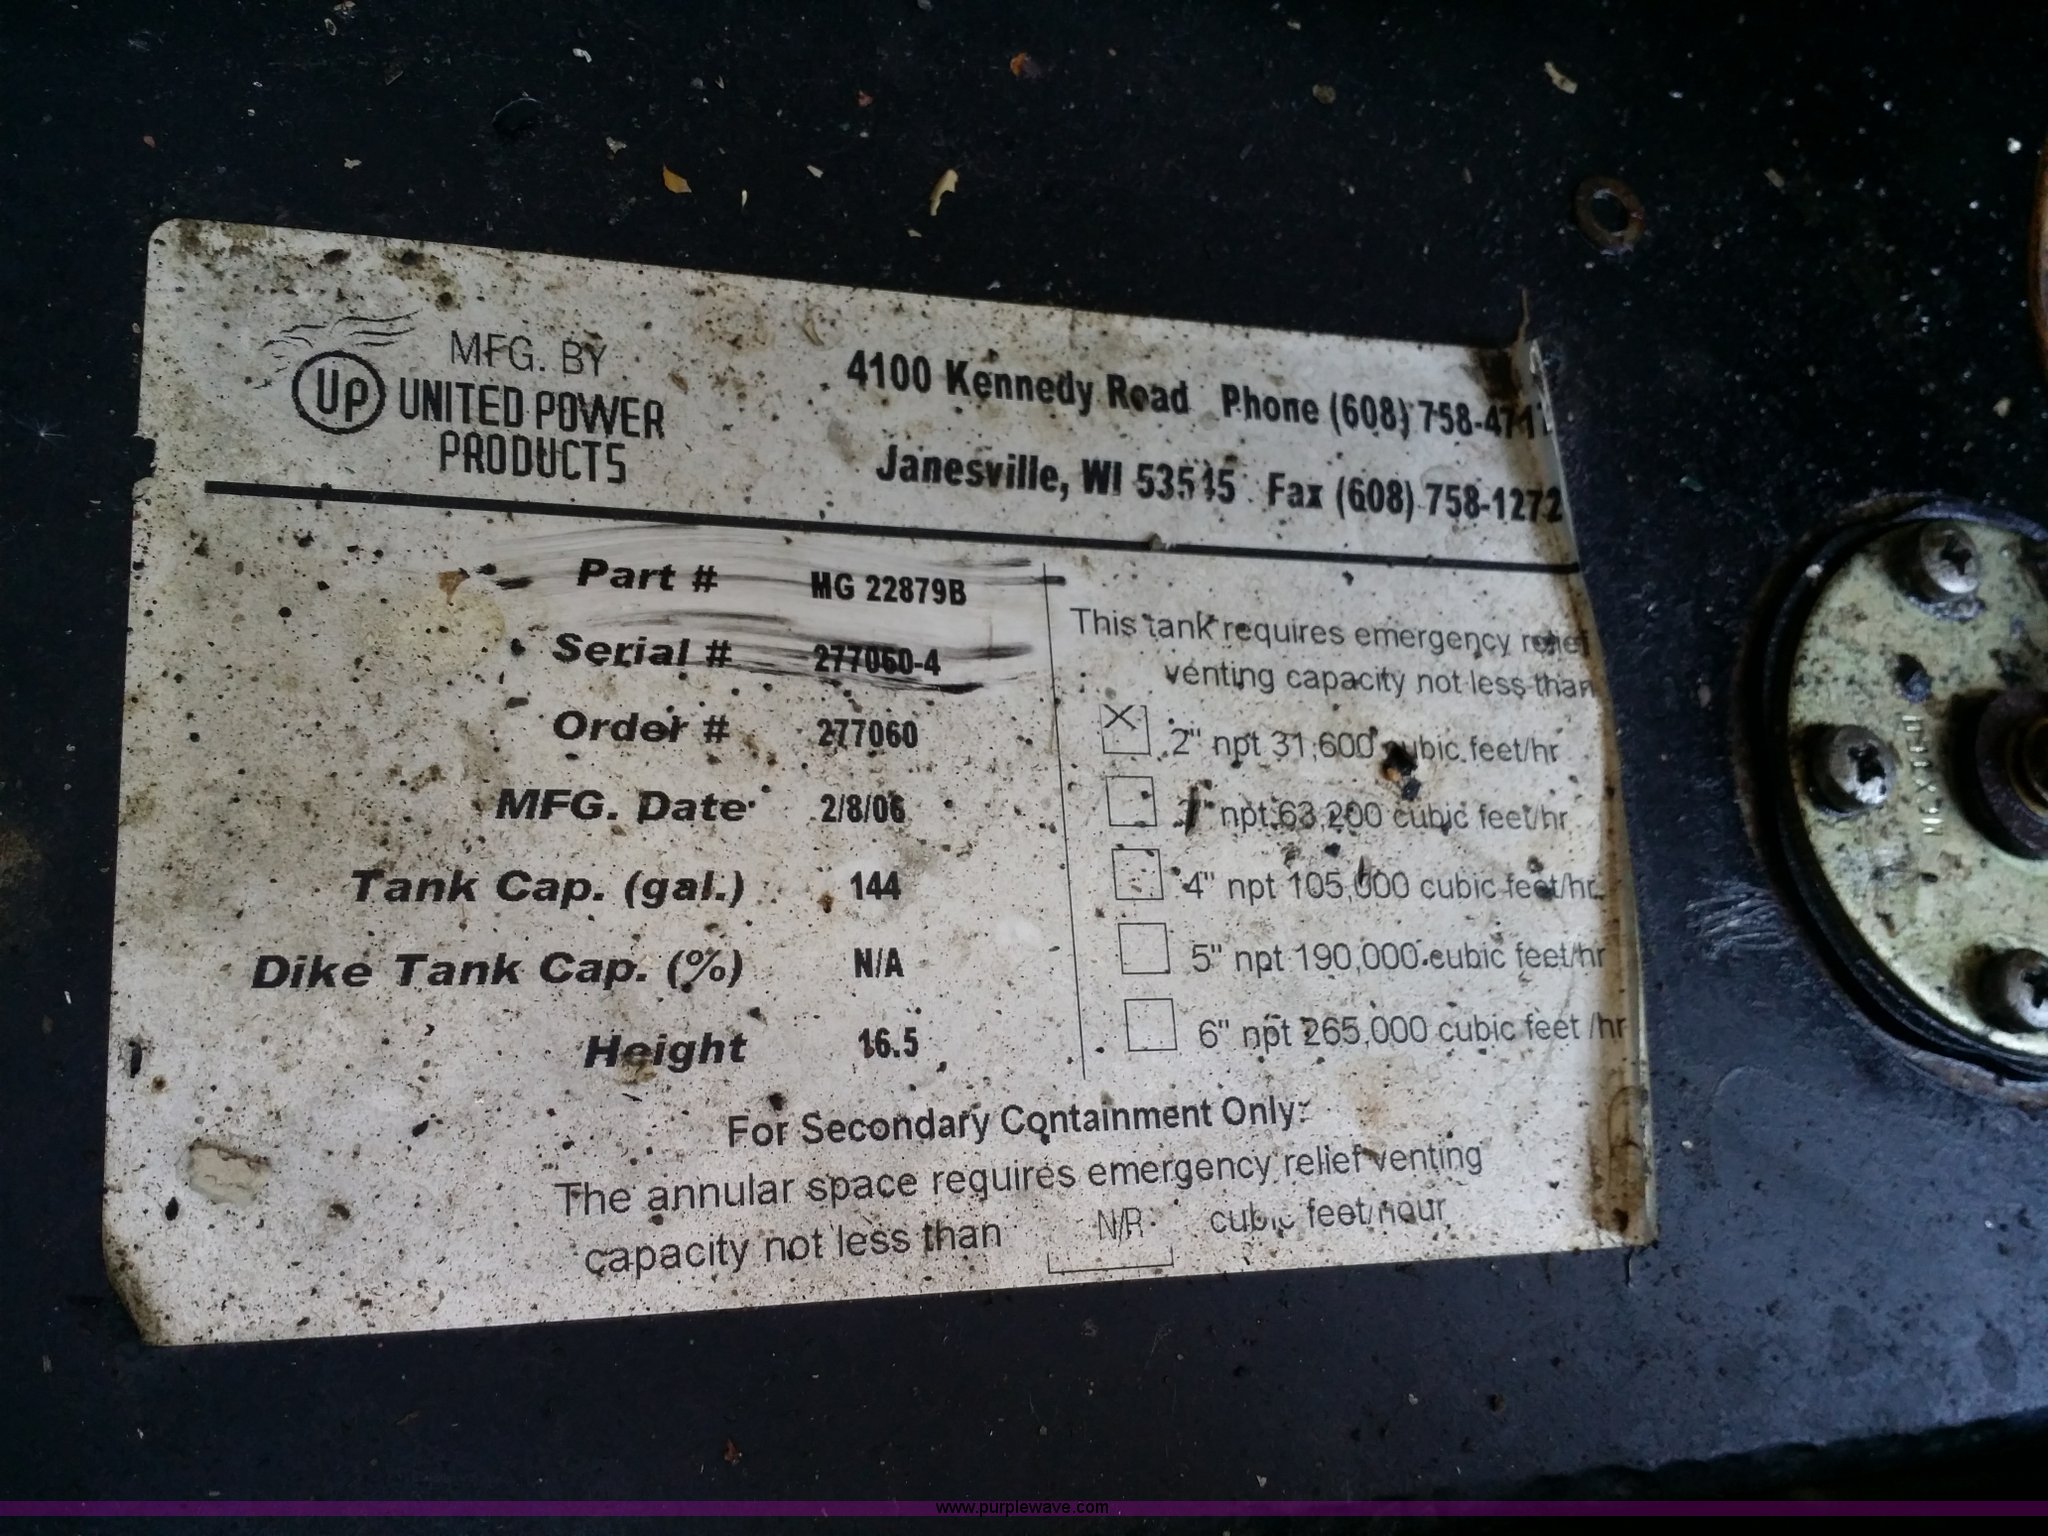 UP
MFG. BY
UNITED POWER
PRODUCTS
4100 Kennedy Road Phone (608) 758-4717
Janesville, WI 53545 Fax (608) 758-1272
Part # MG 22879B
Serial # 277060-4
Order # 277060
MFG. Date 2/8/06
Tank Cap. (gal.) 144
Dike Tank Cap. (%) N/A
Height 16.5
This tank requires emergency relief
venting capacity not less than
2" npt 31,600 cubic feet/hr
npt 63,200 cubic feet/hr
4" npt 105,000 cubic feet/hr
5" npt 190,000 cubic feet/hr
6" npt 265,000 cubic feet /hr
For Secondary Containment Only:
The annular space requires emergency relief venting
capacity not less than N/R cubic feet/hour
www.purplewave.com